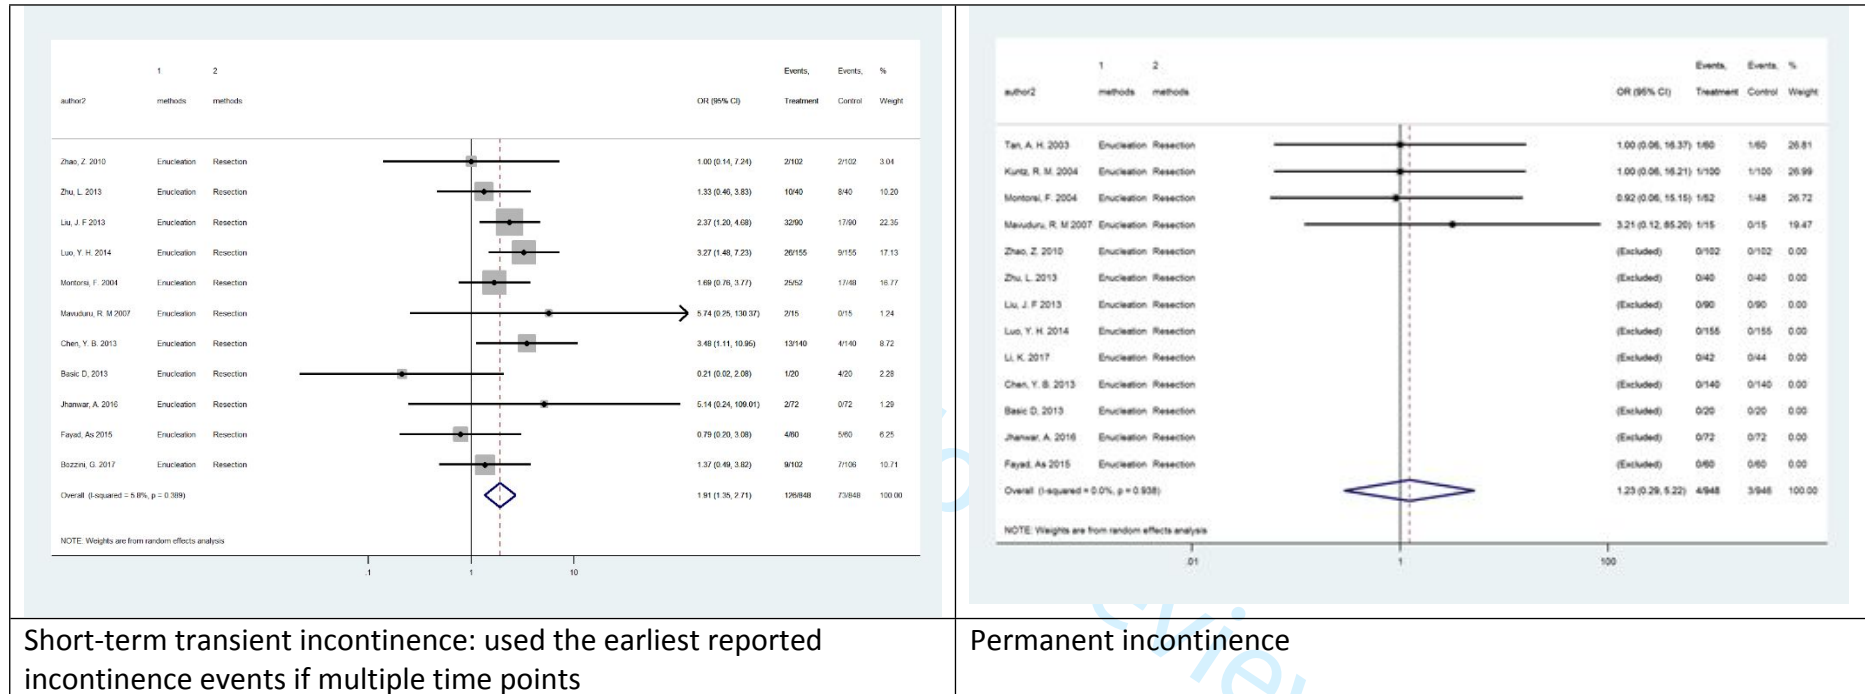 1 2 Events, Events, %
author2 methods methods OR (95% CI) Treatment Control Weight
Zhao, Z. 2010 Enucleation Resection 1.00 (0.14, 7.24) 2/102 2/102 3.04
Zhu, L. 2013 Enucleation Resection 1.33 (0.46, 3.83) 10/40 8/40 10.20
Liu, J. F 2013 Enucleation Resection 2.37 (1.20, 4.68) 32/90 17/90 22.35
Luo, Y. H. 2014 Enucleation Resection 3.27 (1.48, 7.23) 26/155 9/155 17.13
Montorsi, F. 2004 Enucleation Resection 1.69 (0.76, 3.77) 25/52 17/48 16.77
Mavuduru, R. M 2007 Enucleation Resection 5.74 (0.25, 130.37) 2/15 0/15 1.24
Chen, Y. B. 2013 Enucleation Resection 3.48 (1.11, 10.95) 13/140 4/140 8.72
Basic D, 2013 Enucleation Resection 0.21 (0.02, 2.08) 1/20 4/20 2.28
Jhanwar, A. 2016 Enucleation Resection 5.14 (0.24, 109.01) 2/72 0/72 1.29
Fayad, As 2015 Enucleation Resection 0.79 (0.20, 3.08) 4/60 5/60 6.25
Bozzini, G. 2017 Enucleation Resection 1.37 (0.49, 3.82) 9/102 7/106 10.71
Overall (I-squared = 5.8%, p = 0.389) 1.91 (1.35, 2.71) 126/848 73/848 100.00
NOTE: Weights are from random effects analysis
.1 1 10
Short-term transient incontinence: used the earliest reported
incontinence events if multiple time points
1 2 Events, Events, %
author2 methods methods OR (95% CI) Treatment Control Weight
Tan, A. H. 2003 Enucleation Resection 1.00 (0.06, 16.37) 1/60 1/60 26.81
Kuntz, R. M. 2004 Enucleation Resection 1.00 (0.06, 16.21) 1/100 1/100 26.99
Montorsi, F. 2004 Enucleation Resection 0.92 (0.06, 15.15) 1/52 1/48 26.72
Mavuduru, R. M 2007 Enucleation Resection 3.21 (0.12, 85.20) 1/15 0/15 19.47
Zhao, Z. 2010 Enucleation Resection (Excluded) 0/102 0/102 0.00
Zhu, L. 2013 Enucleation Resection (Excluded) 0/40 0/40 0.00
Liu, J. F 2013 Enucleation Resection (Excluded) 0/90 0/90 0.00
Luo, Y. H. 2014 Enucleation Resection (Excluded) 0/155 0/155 0.00
Li, K. 2017 Enucleation Resection (Excluded) 0/42 0/44 0.00
Chen, Y. B. 2013 Enucleation Resection (Excluded) 0/140 0/140 0.00
Basic D, 2013 Enucleation Resection (Excluded) 0/20 0/20 0.00
Jhanwar, A. 2016 Enucleation Resection (Excluded) 0/72 0/72 0.00
Fayad, As 2015 Enucleation Resection (Excluded) 0/60 0/60 0.00
Overall (I-squared = 0.0%, p = 0.938) 1.23 (0.29, 5.22) 4/948 3/946 100.00
NOTE: Weights are from random effects analysis
.01 1 100
Permanent incontinence